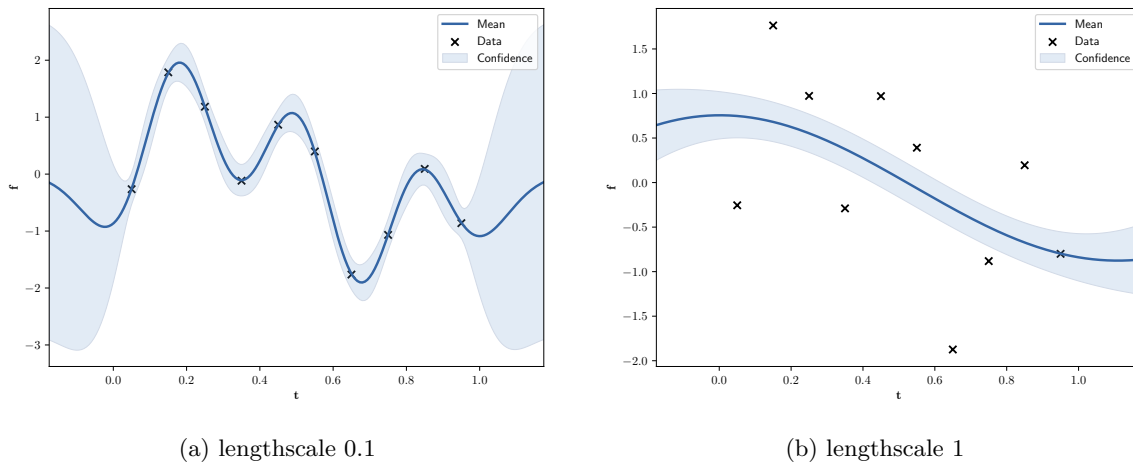 Mean
Data
Confidence
2
1
0
−1
−2
−3
f
0.0 0.2 0.4 0.6 0.8 1.0
t
(a) lengthscale 0.1
Mean
Data
Confidence
1.5
1.0
0.5
0.0
−0.5
−1.0
−1.5
−2.0
f
0.0 0.2 0.4 0.6 0.8 1.0
t
(b) lengthscale 1